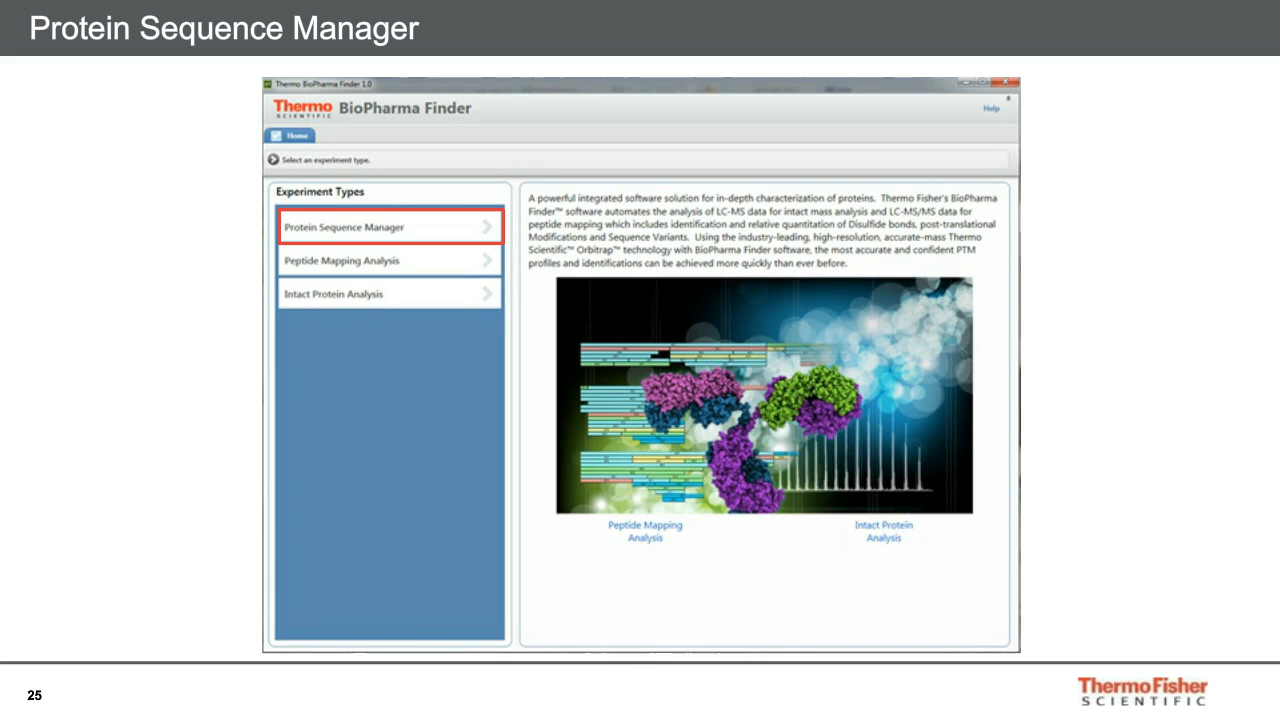 Protein Sequence Manager
Thermo BioPharma Finder 1.0
Thermo
SCIENTIFIC
BioPharma Finder
Help
Home
Select an experiment type.
Experiment Types
Protein Sequence Manager
Peptide Mapping Analysis
Intact Protein Analysis
A powerful integrated software solution for in-depth characterization of proteins. Thermo Fisher's BioPharma
Finder™ software automates the analysis of LC-MS data for intact mass analysis and LC-MS/MS data for
peptide mapping which includes identification and relative quantitation of Disulfide bonds, post-translational
Modifications and Sequence Variants. Using the industry-leading, high-resolution, accurate-mass Thermo
Scientific™ Orbitrap™ technology with BioPharma Finder software, the most accurate and confident PTM
profiles and identifications can be achieved more quickly than ever before.
Peptide Mapping
Analysis
Intact Protein
Analysis
25
ThermoFisher
SCIENTIFIC